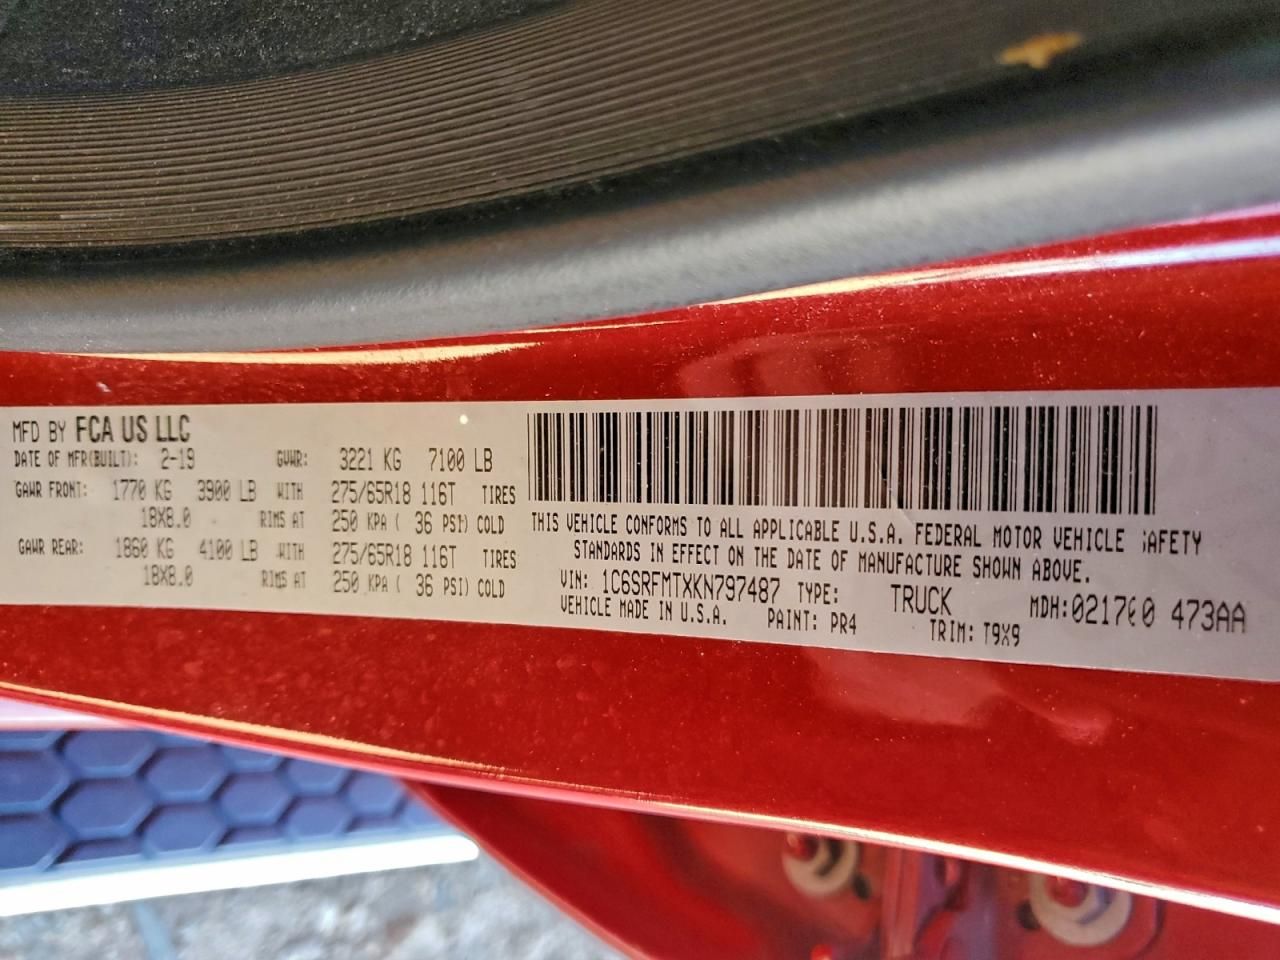 MFD BY FCA US LLC
DATE OF MFR(BUILT): 2-19 GVWR: 3221 KG 7100 LB
GAWR FRONT: 1770 KG 3900 LB WITH 275/65R18 116T TIRES
18X8.0 RIMS AT 250 KPA ( 36 PSI) COLD
GAWR REAR: 1860 KG 4100 LB WITH 275/65R18 116T TIRES
18X8.0 RIMS AT 250 KPA ( 36 PSI) COLD
THIS VEHICLE CONFORMS TO ALL APPLICABLE U.S.A. FEDERAL MOTOR VEHICLE SAFETY
STANDARDS IN EFFECT ON THE DATE OF MANUFACTURE SHOWN ABOVE.
VIN: 1C6SRFMTXKN797487 TYPE: TRUCK MDH: 473AA
VEHICLE MADE IN U.S.A. PAINT: PR4 TRIM: T9X9